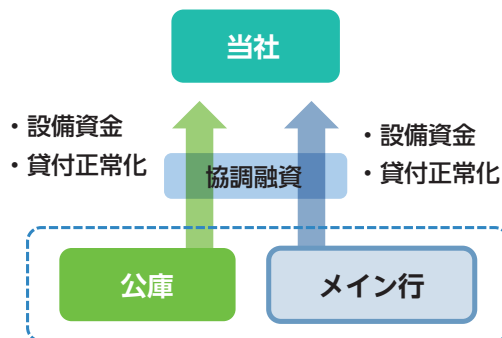 当社
・設備資金
・貸付正常化
・設備資金
・貸付正常化
協調融資
公庫
メイン行